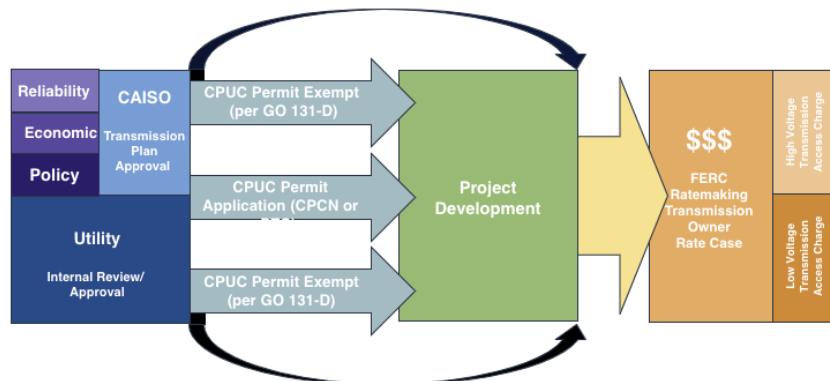 Reliability
Economic
Policy
CAISO
Transmission
Plan
Approval
Utility
Internal Review/
Approval
CPUC Permit Exempt
(per GO 131-D)
CPUC Permit
Application (CPCN or
CPUC Permit Exempt
(per GO 131-D)
Project
Development
$$$
FERC
Ratemaking
Transmission
Owner
Rate Case
High Voltage
Transmission
Access Charge
Low Voltage
Transmission
Access Charge